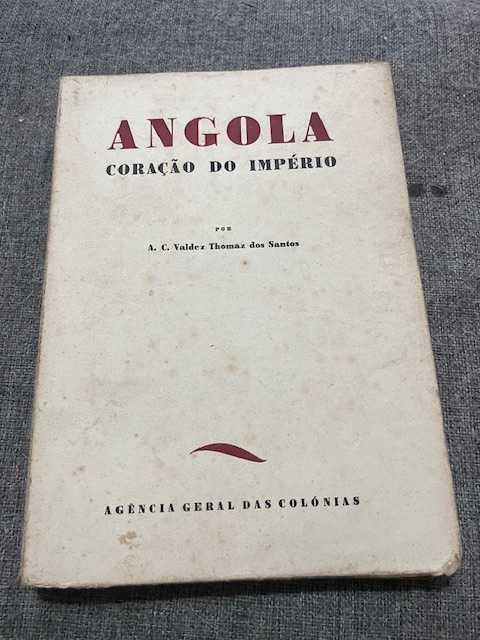 ANGOLA
CORAÇÃO DO IMPÉRIO
POR
A. C. Valdez Thomaz dos Santos
AGÊNCIA GERAL DAS COLÓNIAS